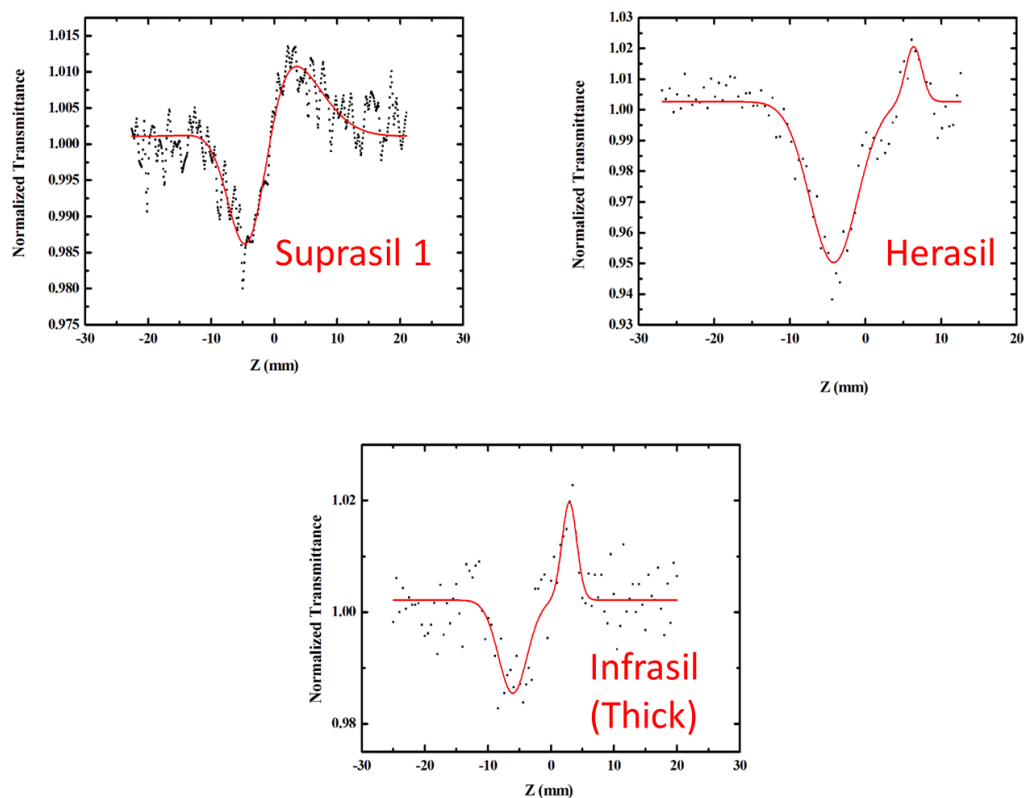 1.015
1.010
1.005
1.000
0.995
0.990
0.985
0.980
0.975
Normalized Transmittance
Suprasil 1
-30 -20 -10 0 10 20 30
Z (mm)
1.03
1.02
1.01
1.00
0.99
0.98
0.97
0.96
0.95
0.94
0.93
Normalized Transmittance
Herasil
-30 -20 -10 0 10 20
Z (mm)
1.02
1.00
0.98
Normalized Transmittance
Infrasil
(Thick)
-30 -20 -10 0 10 20 30
Z (mm)